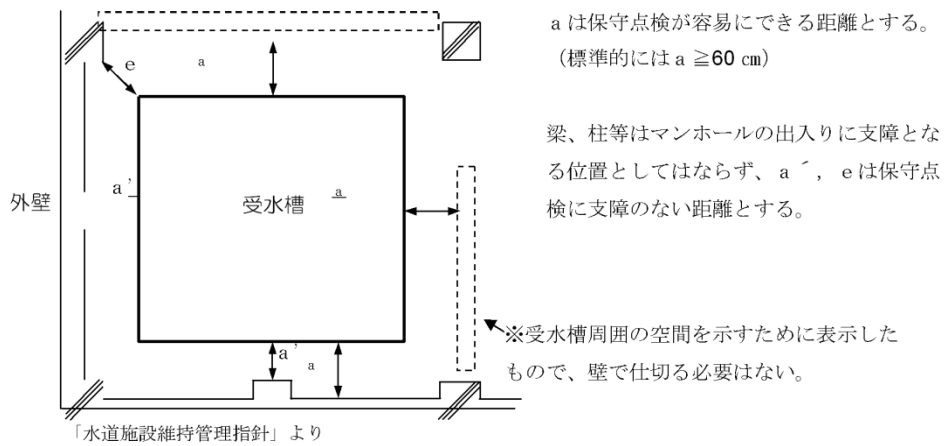 aは保守点検が容易にできる距離とする。
(標準的にはa≧60㎝)
e
a
梁、柱等はマンホールの出入りに支障とな
る位置としてはならず、a´,eは保守点
検に支障のない距離とする。
外壁
a'
受水槽
a
※受水槽周囲の空間を示すために表示した
もので、壁で仕切る必要はない。
a'
a
「水道施設維持管理指針」より